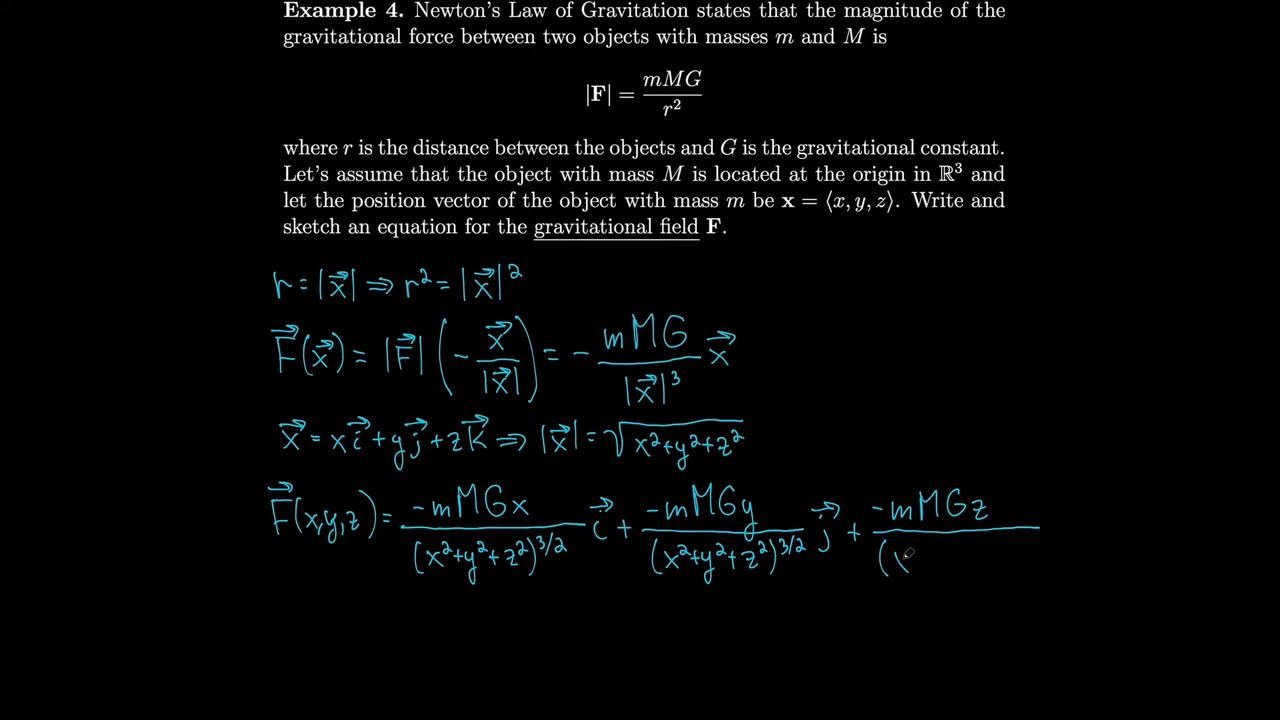 Example 4. Newton's Law of Gravitation states that the magnitude of the
gravitational force between two objects with masses m and M is
|F| = mMG / r²
where r is the distance between the objects and G is the gravitational constant.
Let's assume that the object with mass M is located at the origin in ℝ³ and
let the position vector of the object with mass m be x = ⟨x, y, z⟩. Write and
sketch an equation for the gravitational field F.
r = |x⃗| ⇒ r² = |x⃗|²
F⃗(x⃗) = |F⃗| (− x⃗ / |x⃗|) = − mMG / |x⃗|³ x⃗
x⃗ = x i⃗ + y j⃗ + z k⃗ ⇒ |x⃗| = √(x²+y²+z²)
F⃗(x,y,z) = -mMGx / (x²+y²+z²)^3/2 i⃗ + -mMGy / (x²+y²+z²)^3/2 j⃗ + -mMGz / (x